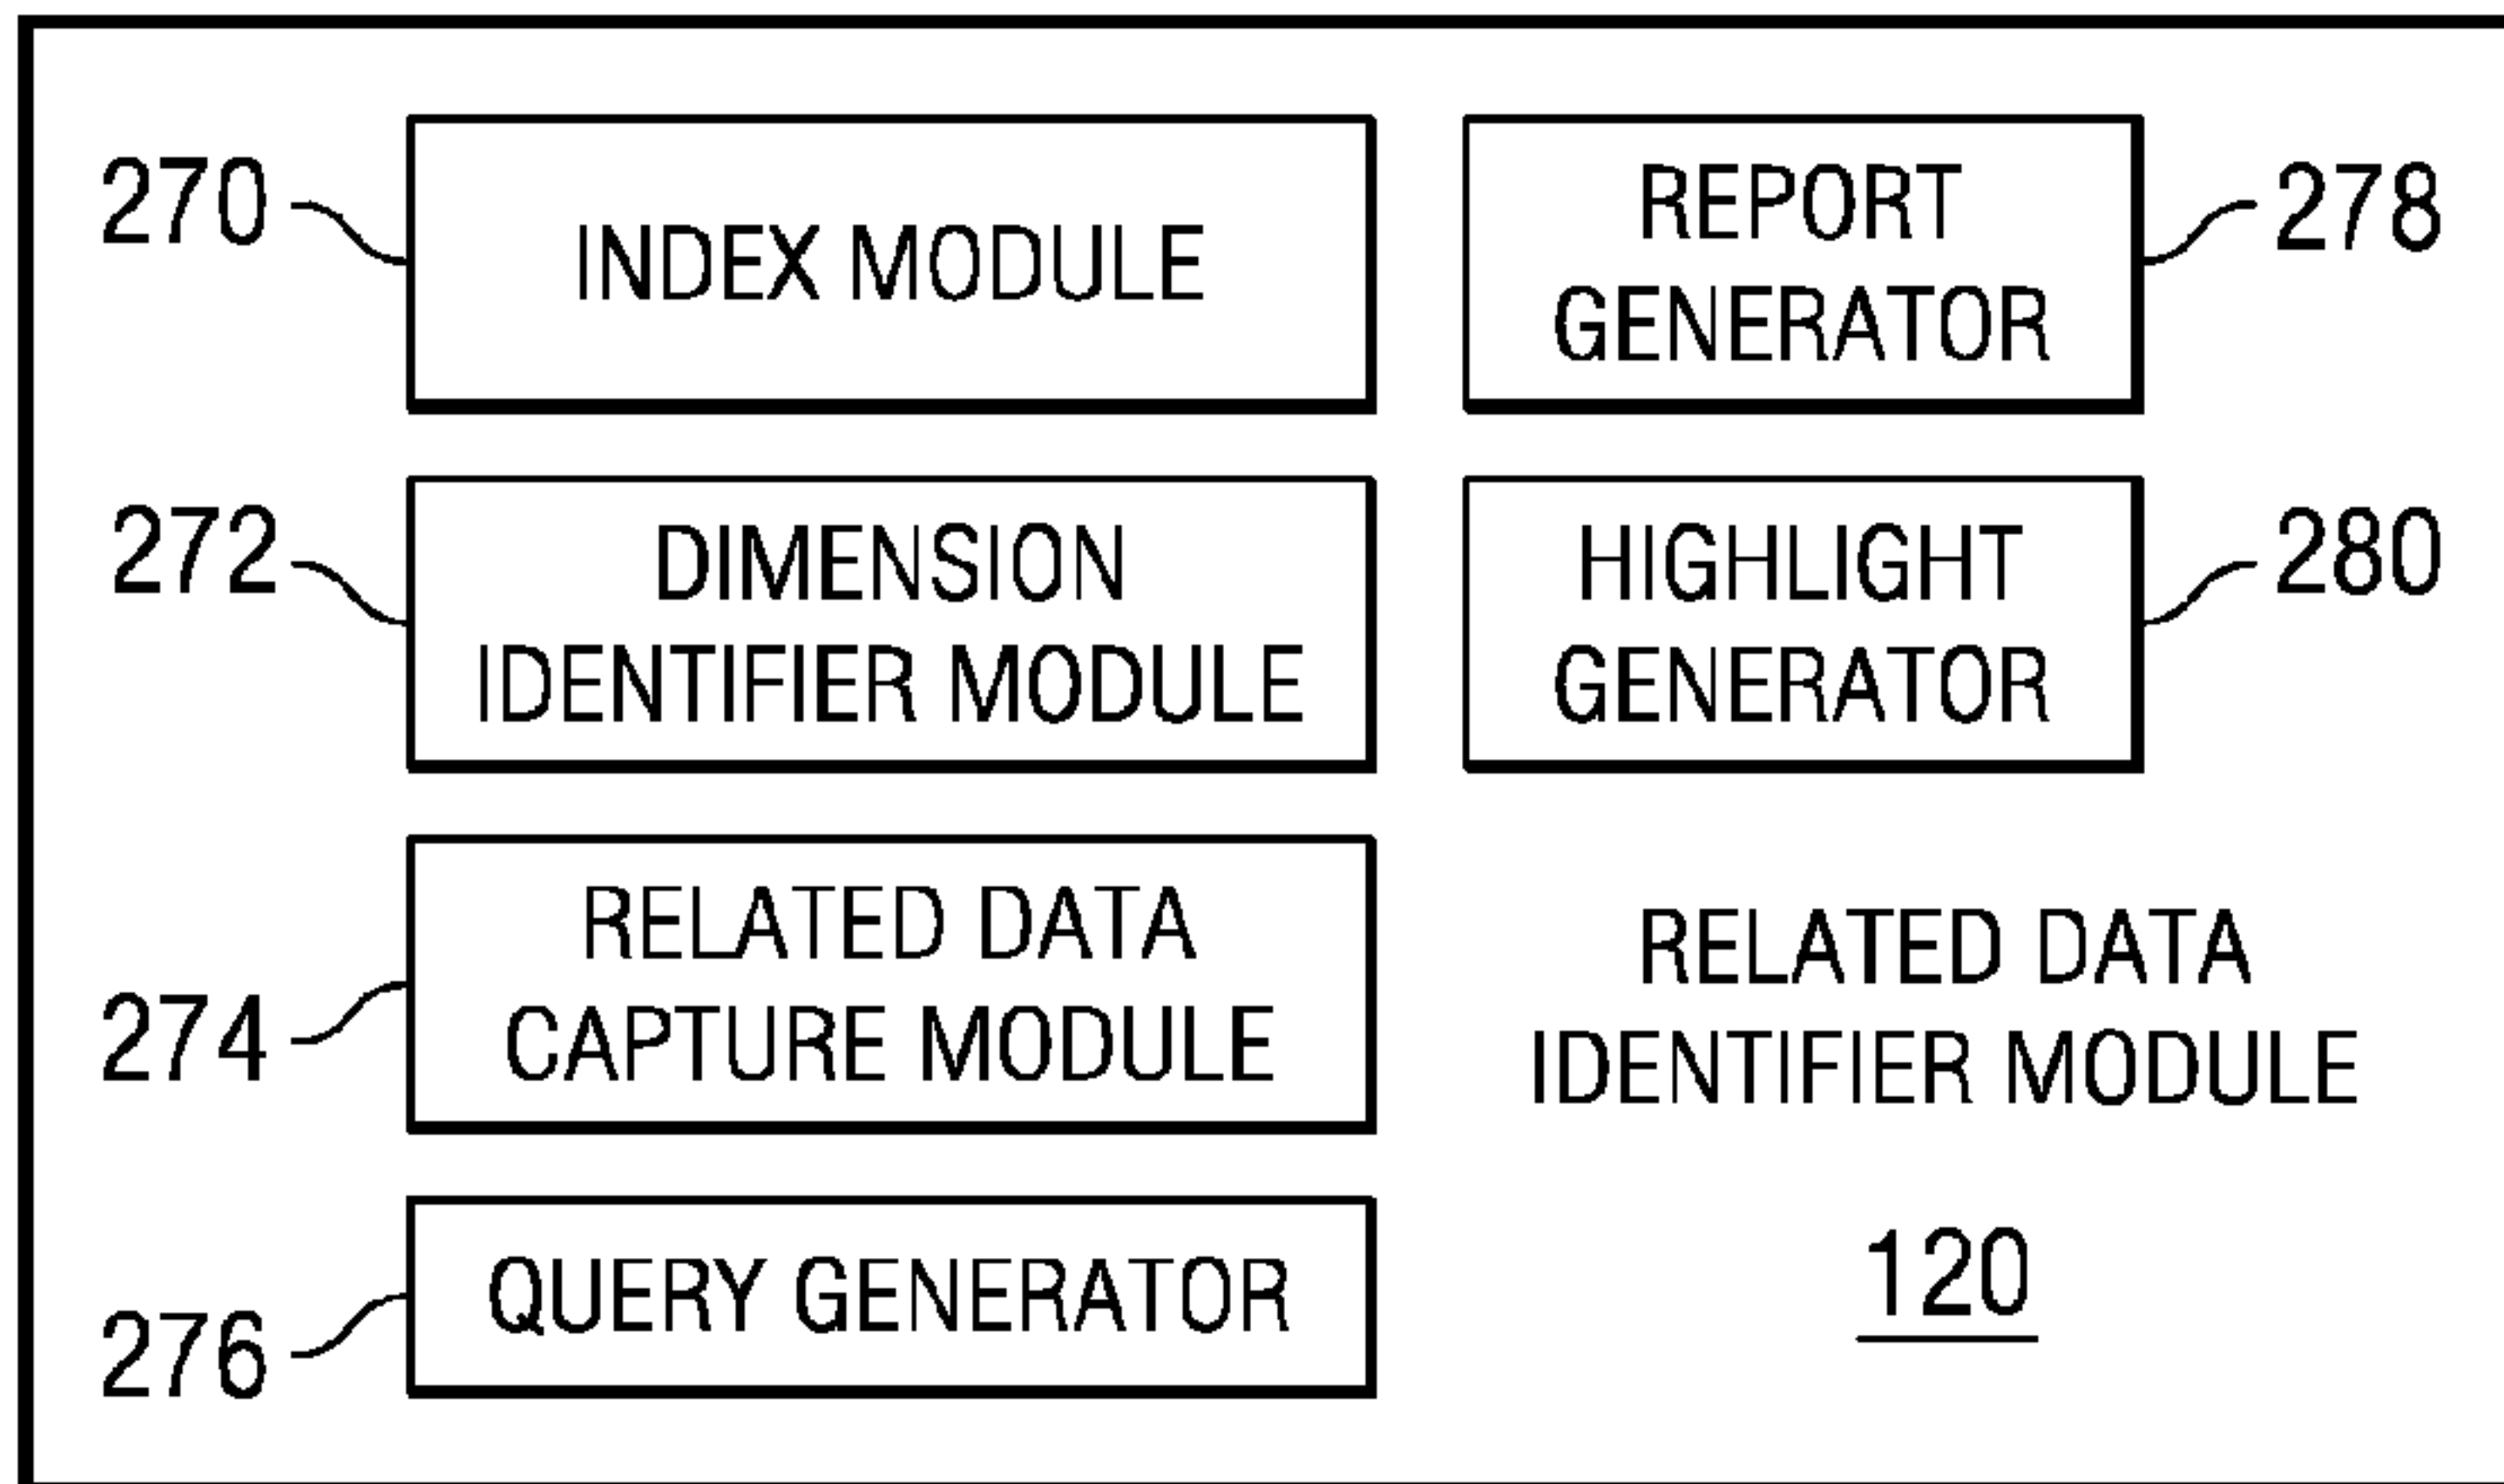 270
INDEX MODULE
REPORT
GENERATOR
278
272
DIMENSION
IDENTIFIER MODULE
HIGHLIGHT
GENERATOR
280
274
RELATED DATA
CAPTURE MODULE
RELATED DATA
IDENTIFIER MODULE
276
QUERY GENERATOR
120